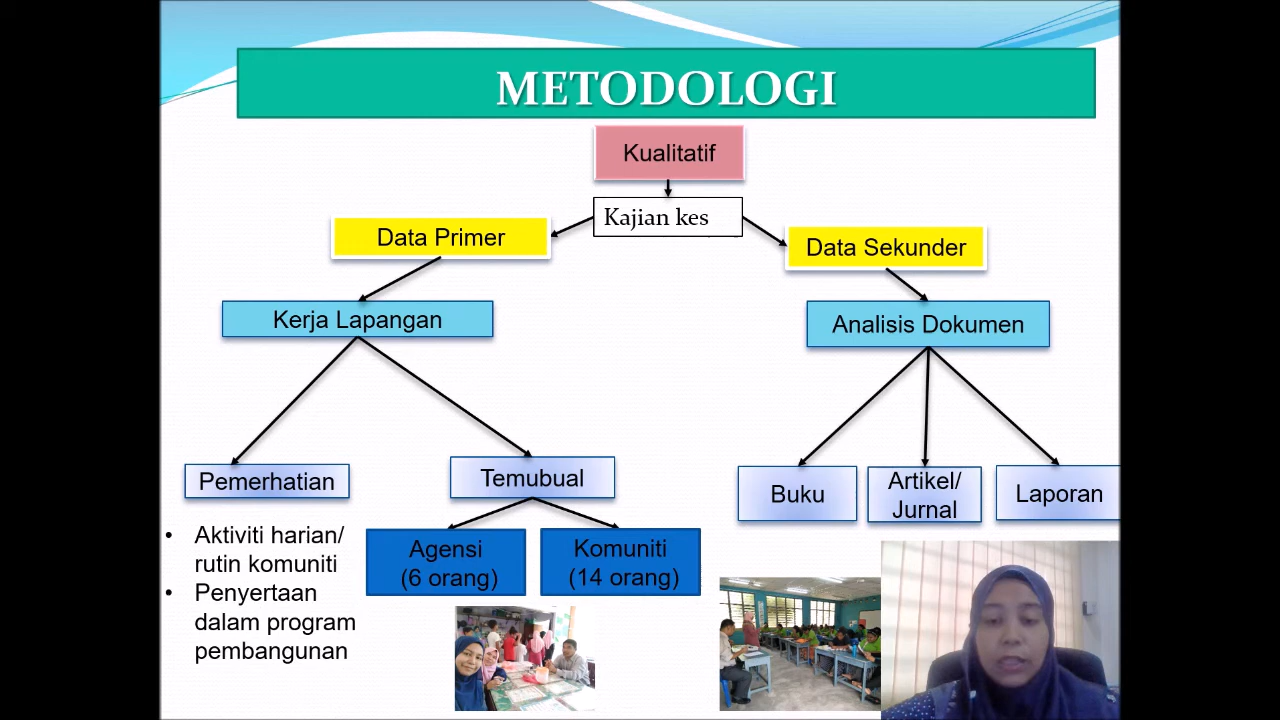 METODOLOGI
Kualitatif
Kajian kes
Data Primer
Data Sekunder
Kerja Lapangan
Analisis Dokumen
Pemerhatian
Temubual
Buku
Artikel/
Jurnal
Laporan
• Aktiviti harian/
rutin komuniti
• Penyertaan
dalam program
pembangunan
Agensi
(6 orang)
Komuniti
(14 orang)